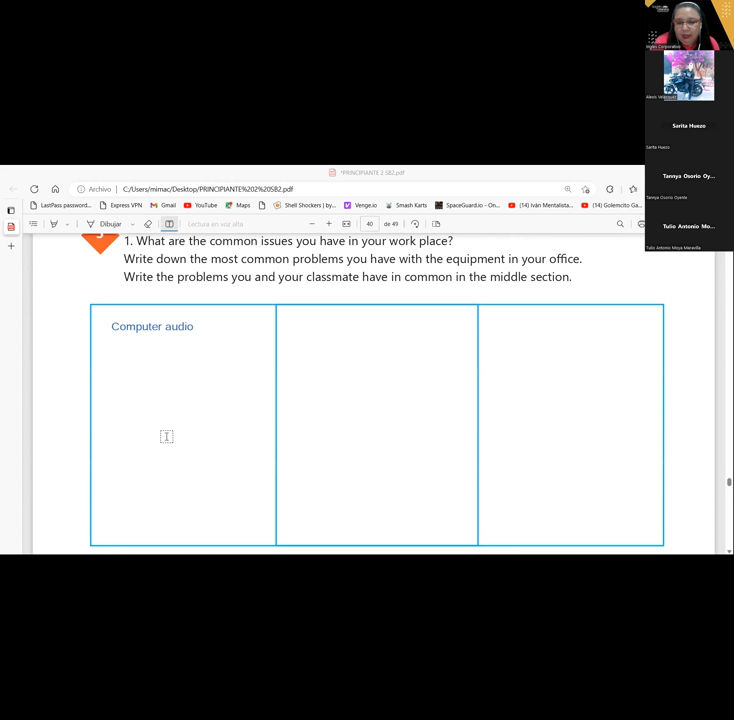 Inglés Corporativo
Alexis Velasquez
Sarita Huezo
Sarita Huezo
Tannya Osorio Oy...
Tannya Osorio Oyente
Tulio Antonio Mo...
Tulio Antonio Moya Maravilla
*PRINCIPIANTE 2 SB2.pdf
Archivo
C:/Users/mimac/Desktop/PRINCIPIANTE%202%20SB2.pdf
LastPass password... Express VPN Gmail YouTube Maps Shell Shockers | by... Venge.io Smash Karts SpaceGuard.io - On... (14) Iván Mentalista... (14) Golemcito Ga...
Dibujar Lectura en voz alta 40 de 49
1. What are the common issues you have in your work place?
Write down the most common problems you have with the equipment in your office.
Write the problems you and your classmate have in common in the middle section.
Computer audio